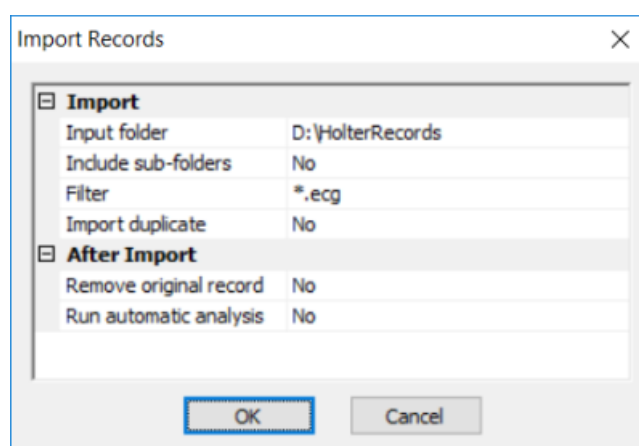 Import Records
Import
Input folder D:\HolterRecords
Include sub-folders No
Filter *.ecg
Import duplicate No
After Import
Remove original record No
Run automatic analysis No
OK Cancel